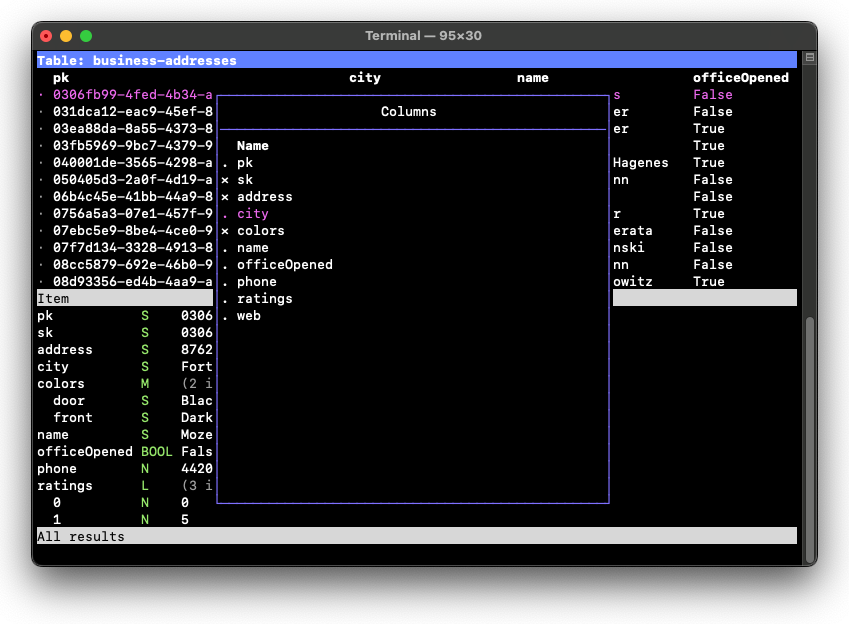 Terminal — 95×30
Table: business-addresses
pk city name officeOpened
· 0306fb99-4fed-4b34-a s False
· 031dca12-eac9-45ef-8 er False
· 03ea88da-8a55-4373-8 er True
· 03fb5969-9bc7-4379-9 True
· 040001de-3565-4298-a Hagenes True
· 050405d3-2a0f-4d19-a nn False
· 06b4c45e-41bb-44a9-8 False
· 0756a5a3-07e1-457f-9 r True
· 07ebc5e9-8be4-4ce0-9 erata False
· 07f7d134-3328-4913-8 nski False
· 08cc5879-692e-46b0-9 nn False
· 08d93356-ed4b-4aa9-a owitz True
Columns
Name
. pk
× sk
× address
. city
× colors
. name
. officeOpened
. phone
. ratings
. web
Item
pk S 0306
sk S 0306
address S 8762
city S Fort
colors M (2 i
door S Blac
front S Dark
name S Moze
officeOpened BOOL Fals
phone N 4420
ratings L (3 i
0 N 0
1 N 5
All results